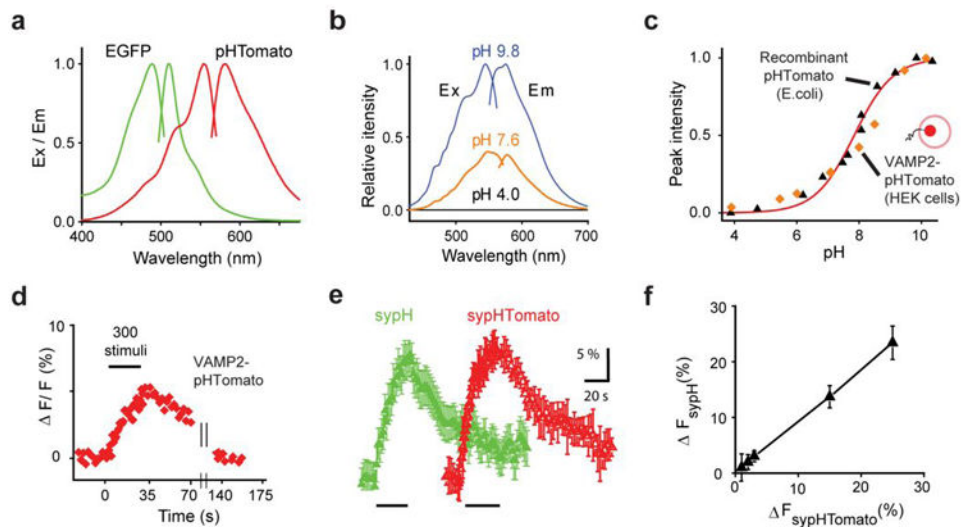 a
EGFP
pHTomato
1.0
0.5
0.0
Ex / Em
400
500
600
Wavelength (nm)
b
pH 9.8
Ex
Em
pH 7.6
pH 4.0
1.0
0.5
0.0
Relative itensity
500
600
700
Wavelength (nm)
c
Recombinant
pHTomato
(E.coli)
VAMP2-
pHTomato
(HEK cells)
1.0
0.5
0.0
Peak intensity
4
6
8
10
pH
d
10
0
Δ F/ F (%)
300
stimuli
VAMP2-
pHTomato
0
35
70
140
175
Time (s)
e
sypH
sypHTomato
5 %
20 s
f
30
20
10
0
Δ FsypH(%)
0
10
20
30
ΔFsypHTomato(%)